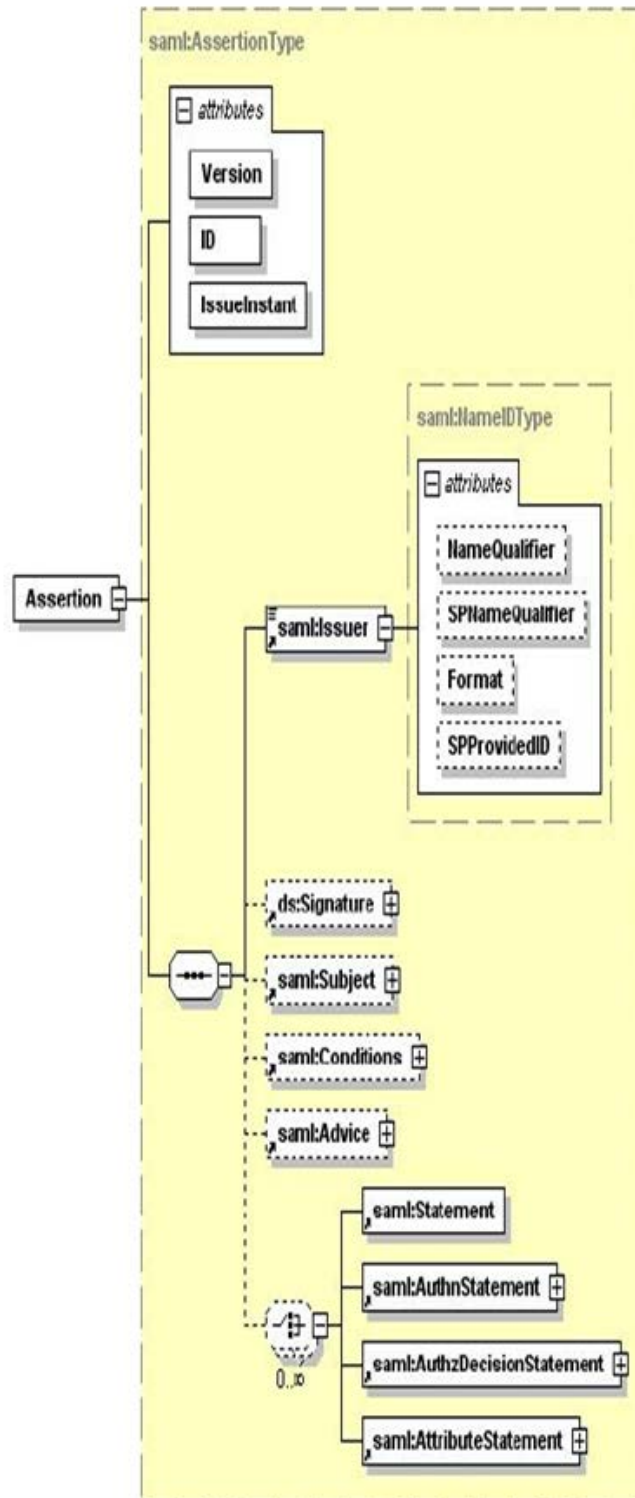 saml:AssertionType
attributes
Version
ID
IssueInstant
saml:NameIDType
attributes
NameQualifier
SPNameQualifier
Format
SPProvidedID
Assertion
saml:Issuer
ds:Signature
saml:Subject
saml:Conditions
saml:Advice
saml:Statement
saml:AuthnStatement
0..∞
saml:AuthzDecisionStatement
saml:AttributeStatement